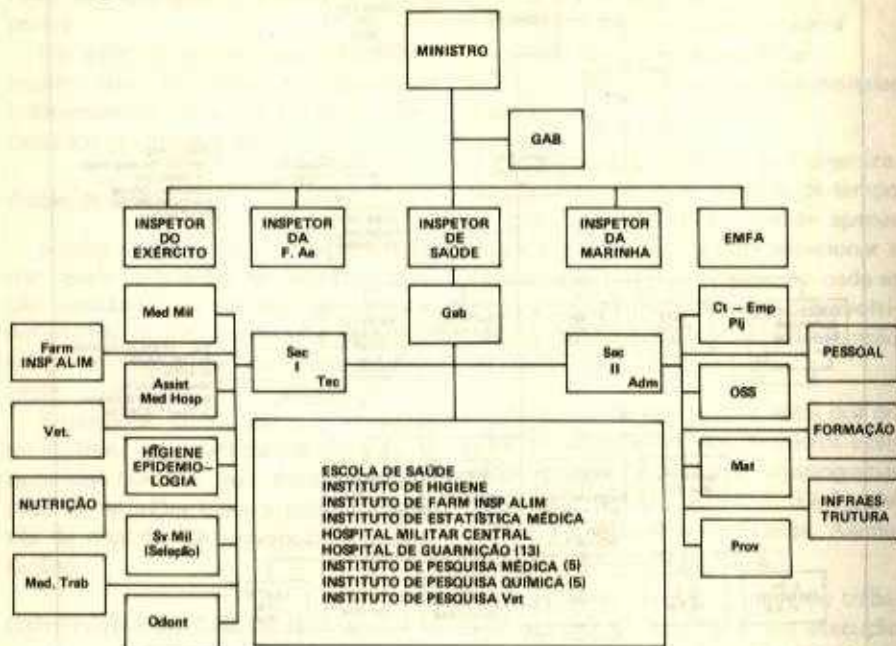 MINISTRO
GAB
INSPETOR
DO
EXÉRCITO
INSPETOR
DA
F. Ae
INSPETOR
DE
SAÚDE
INSPETOR
DA
MARINHA
EMFA
Med Mil
Gab
Ct – Emp
Plj
Farm
INSP ALIM
Sec
I
Tec
Sec
II
Adm
PESSOAL
Assist
Med Hosp
OSS
Vet.
FORMAÇÃO
HIGIENE
EPIDEMIO-
LOGIA
Mat
NUTRIÇÃO
INFRAES-
TRUTURA
Sv Mil
(Seleção)
Prov
Med. Trab
Odont
ESCOLA DE SAÚDE
INSTITUTO DE HIGIENE
INSTITUTO DE FARM INSP ALIM
INSTITUTO DE ESTATÍSTICA MÉDICA
HOSPITAL MILITAR CENTRAL
HOSPITAL DE GUARNIÇÃO (13)
INSTITUTO DE PESQUISA MÉDICA (5)
INSTITUTO DE PESQUISA QUÍMICA (5)
INSTITUTO DE PESQUISA Vet